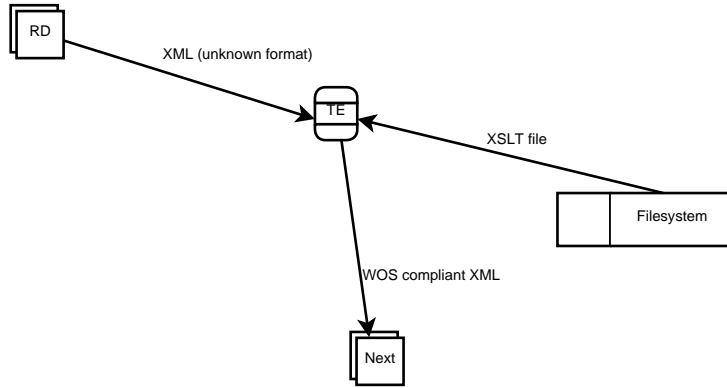 RD
XML (unknown format)
TE
XSLT file
Filesystem
WOS compliant XML
Next